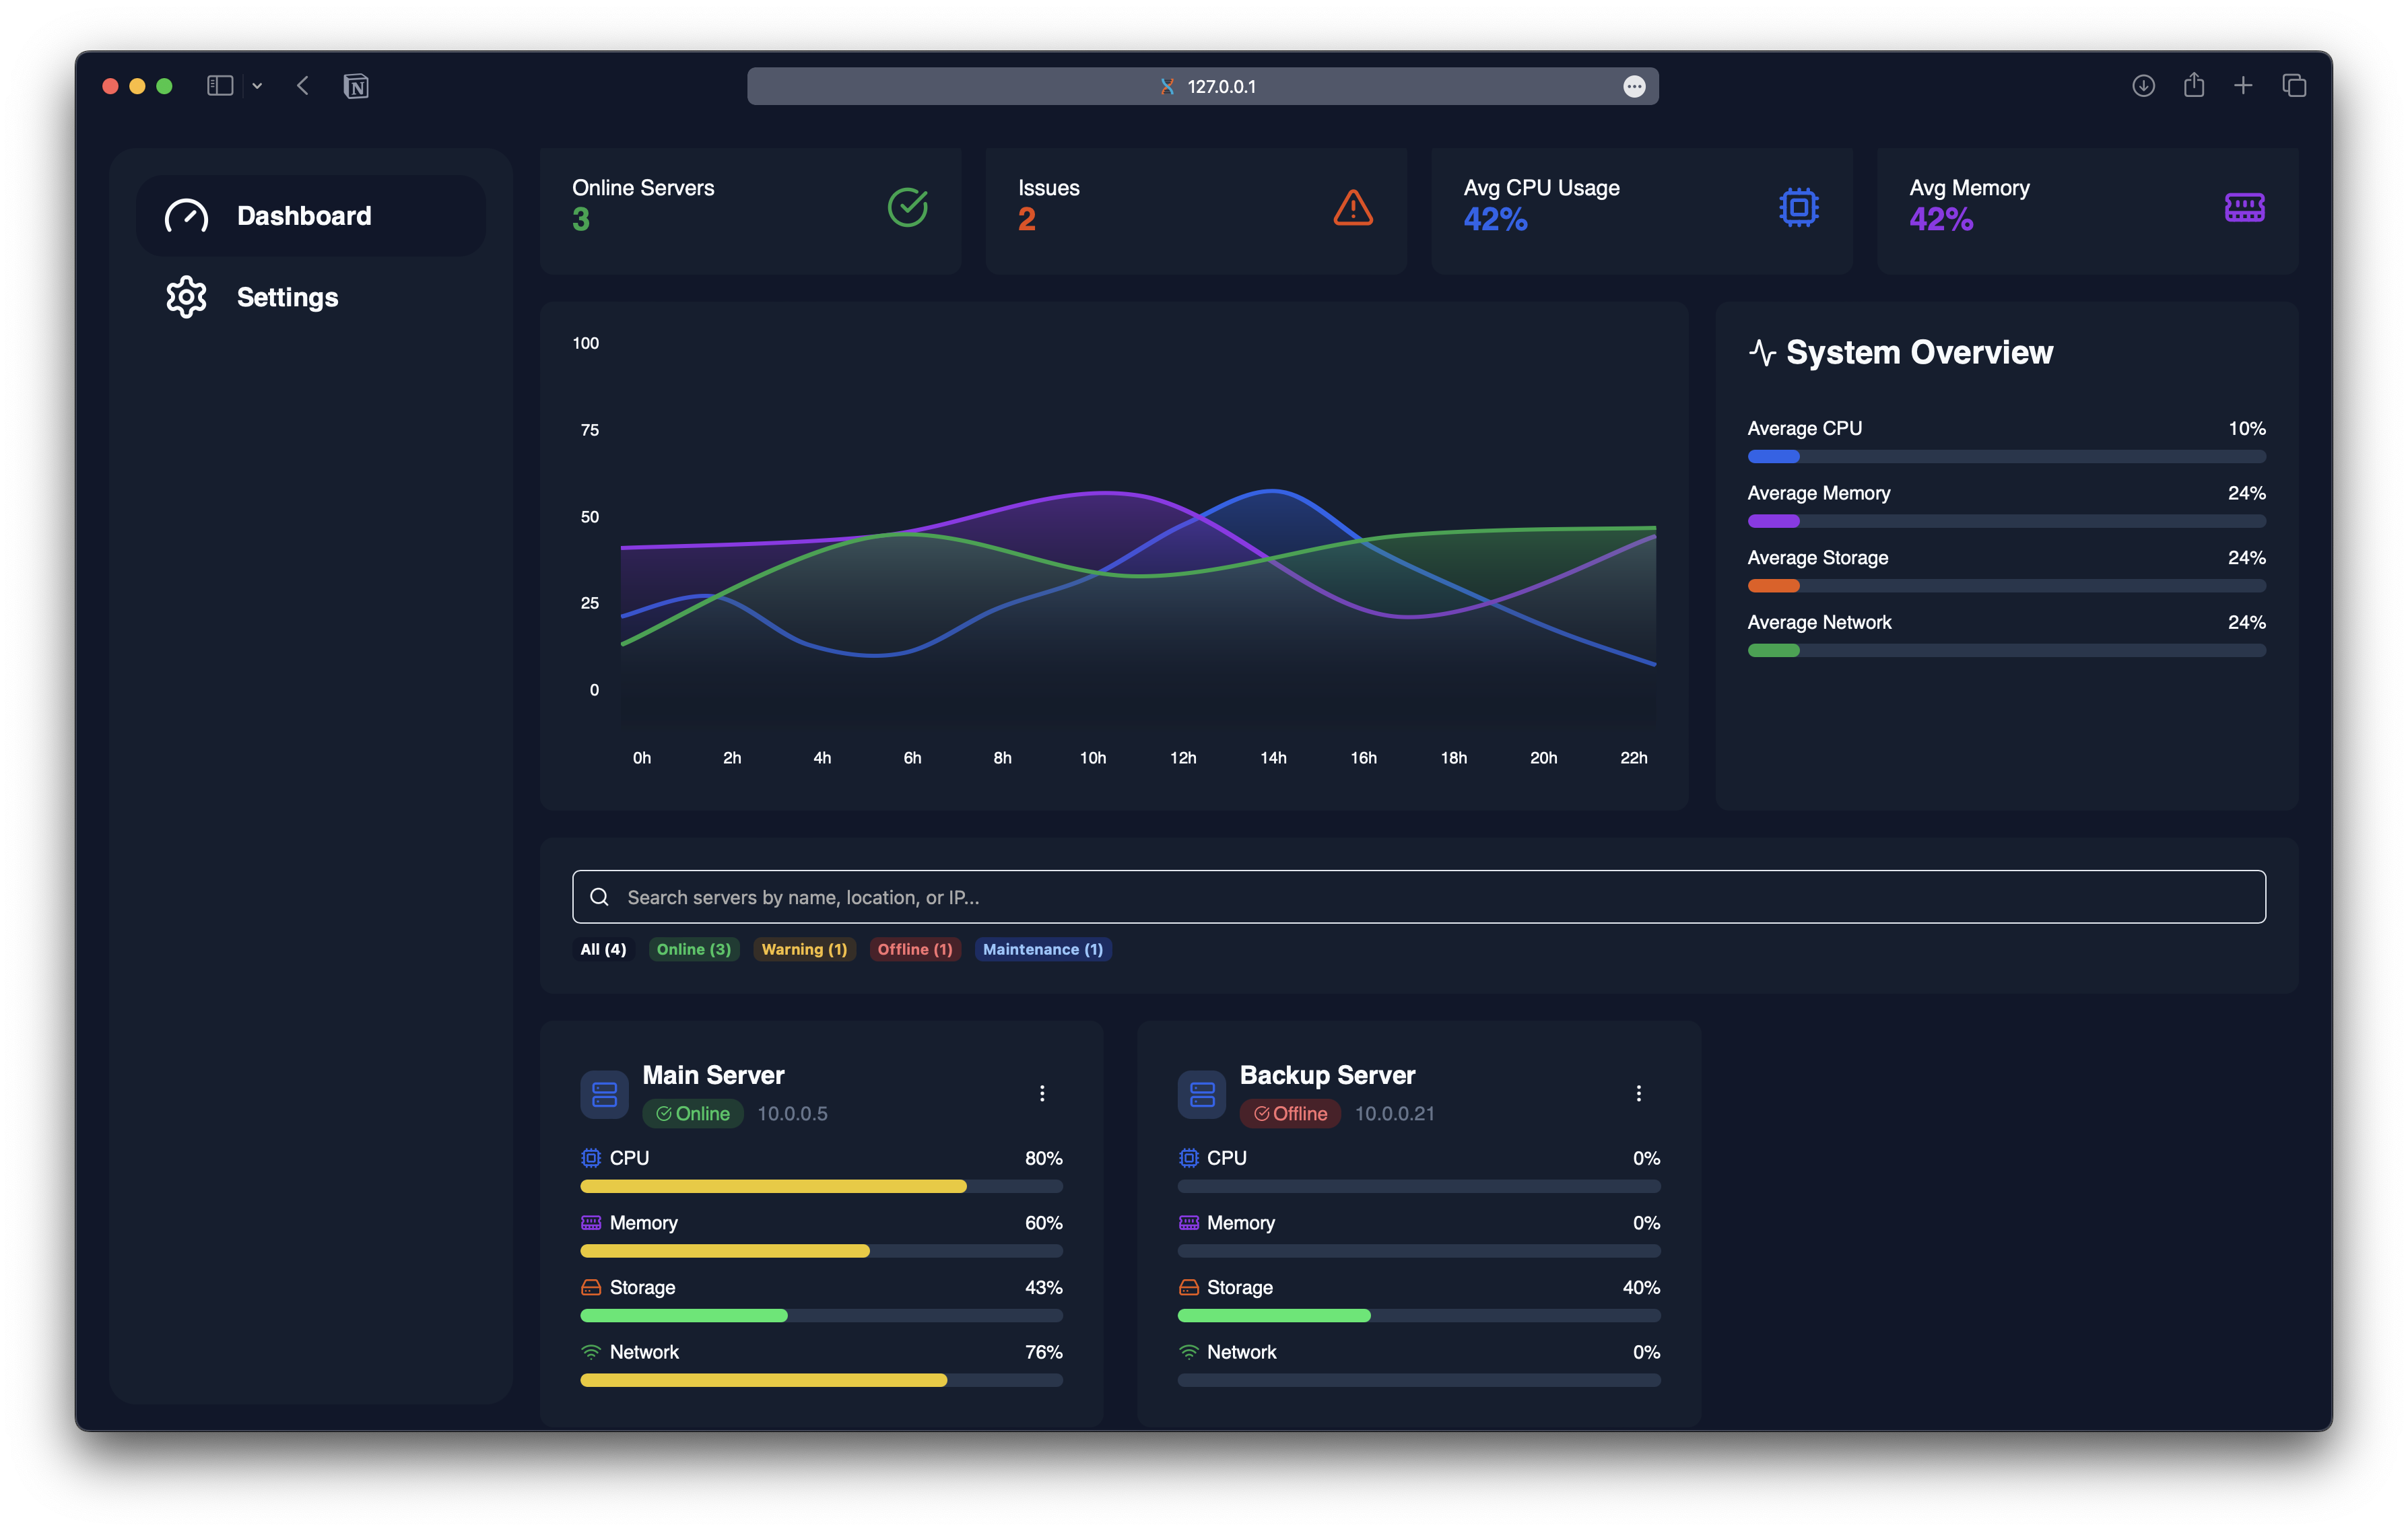 127.0.0.1
Dashboard
Settings
Online Servers
3
Issues
2
Avg CPU Usage
42%
Avg Memory
42%
100
75
50
25
0
0h 2h 4h 6h 8h 10h 12h 14h 16h 18h 20h 22h
System Overview
Average CPU 10%
Average Memory 24%
Average Storage 24%
Average Network 24%
Search servers by name, location, or IP...
All (4) Online (3) Warning (1) Offline (1) Maintenance (1)
Main Server
Online 10.0.0.5
CPU 80%
Memory 60%
Storage 43%
Network 76%
Backup Server
Offline 10.0.0.21
CPU 0%
Memory 0%
Storage 40%
Network 0%